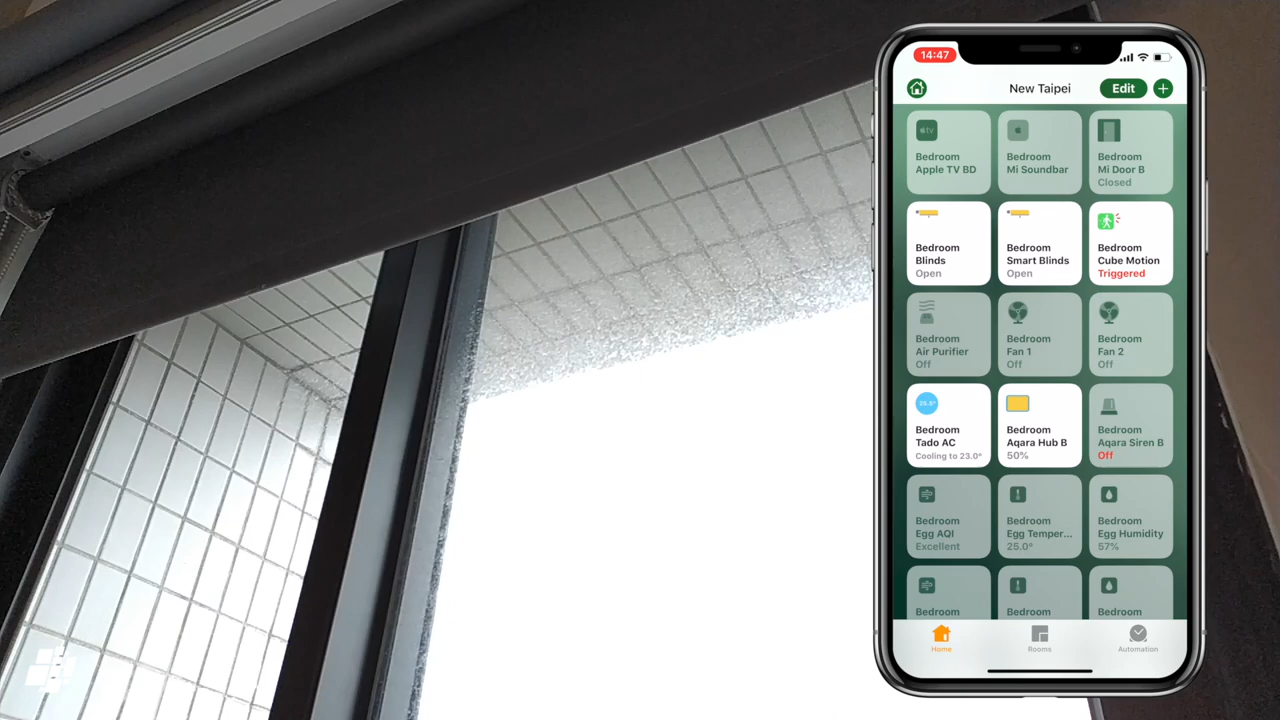 14:47
New Taipei
Edit
tv
Bedroom
Apple TV BD
Bedroom
Mi Soundbar
Bedroom
Mi Door B
Closed
Bedroom
Blinds
Open
Bedroom
Smart Blinds
Open
Bedroom
Cube Motion
Triggered
Bedroom
Air Purifier
Off
Bedroom
Fan 1
Off
Bedroom
Fan 2
Off
25.0°
Bedroom
Tado AC
Cooling to 23.0°
Bedroom
Aqara Hub B
50%
Bedroom
Aqara Siren B
Off
Bedroom
Egg AQI
Excellent
Bedroom
Egg Temper...
25.0°
Bedroom
Egg Humidity
57%
Bedroom
Bedroom
Bedroom
Home
Rooms
Automation